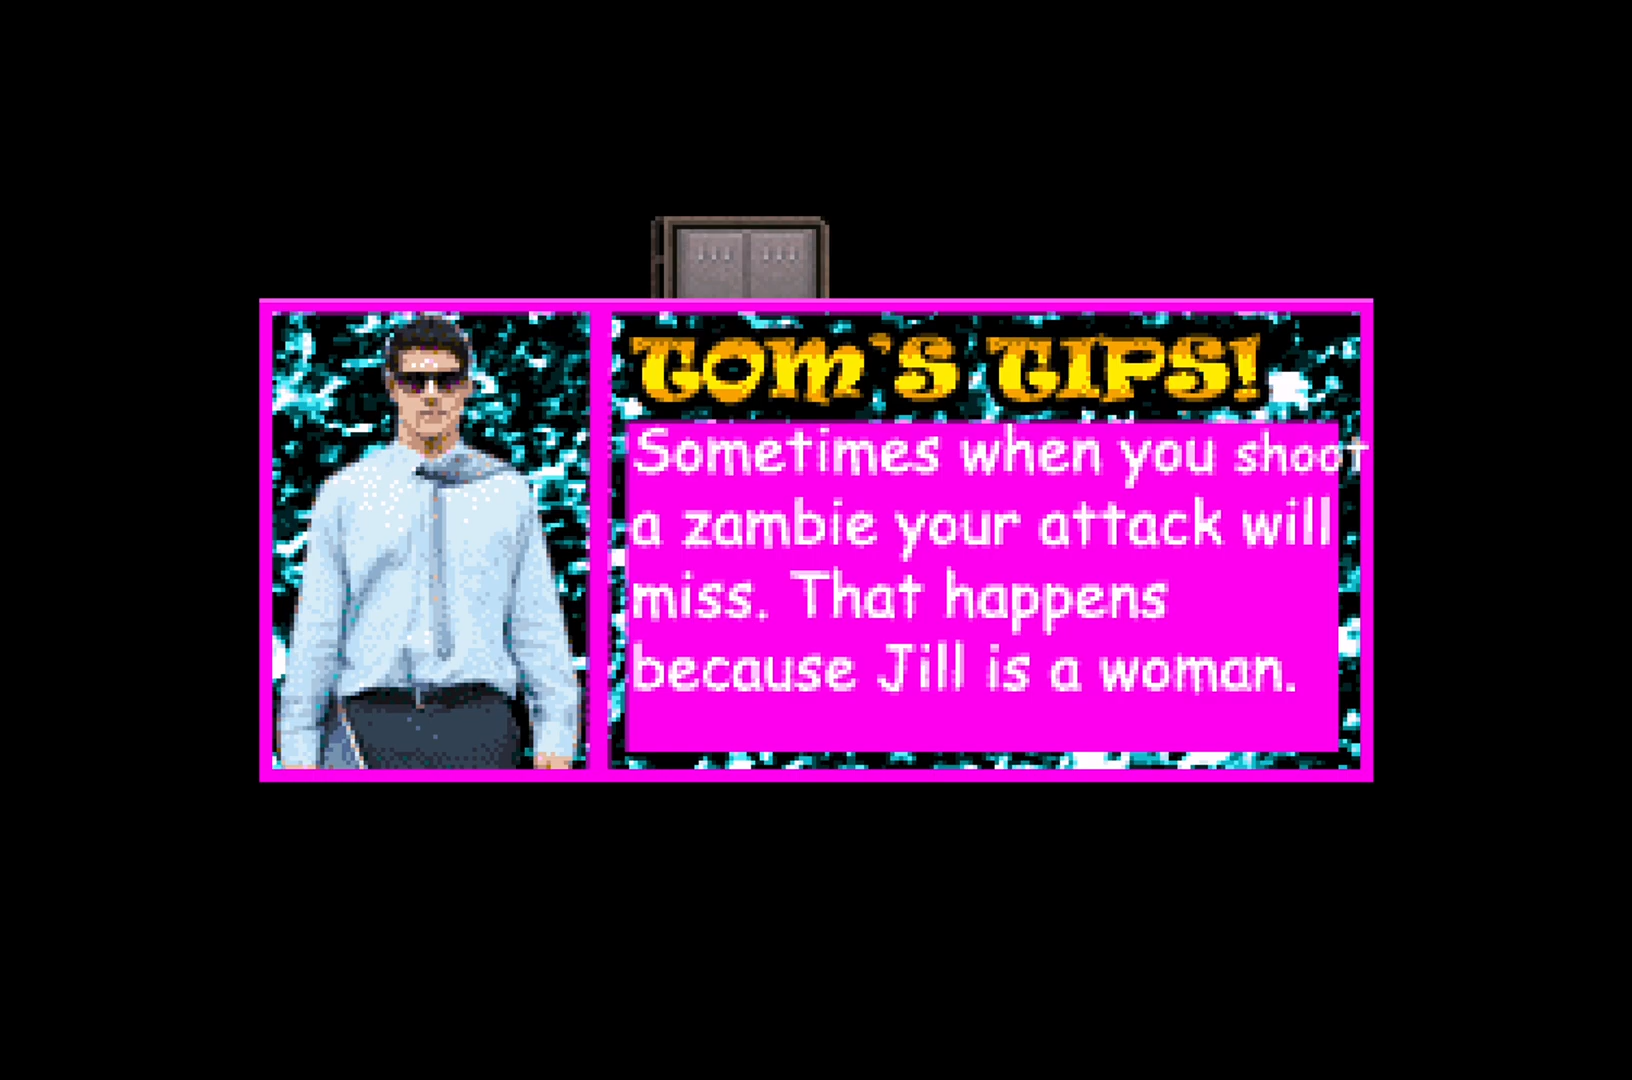 TOM'S TIPS!
Sometimes when you shoot
a zambie your attack will
miss. That happens
because Jill is a woman.